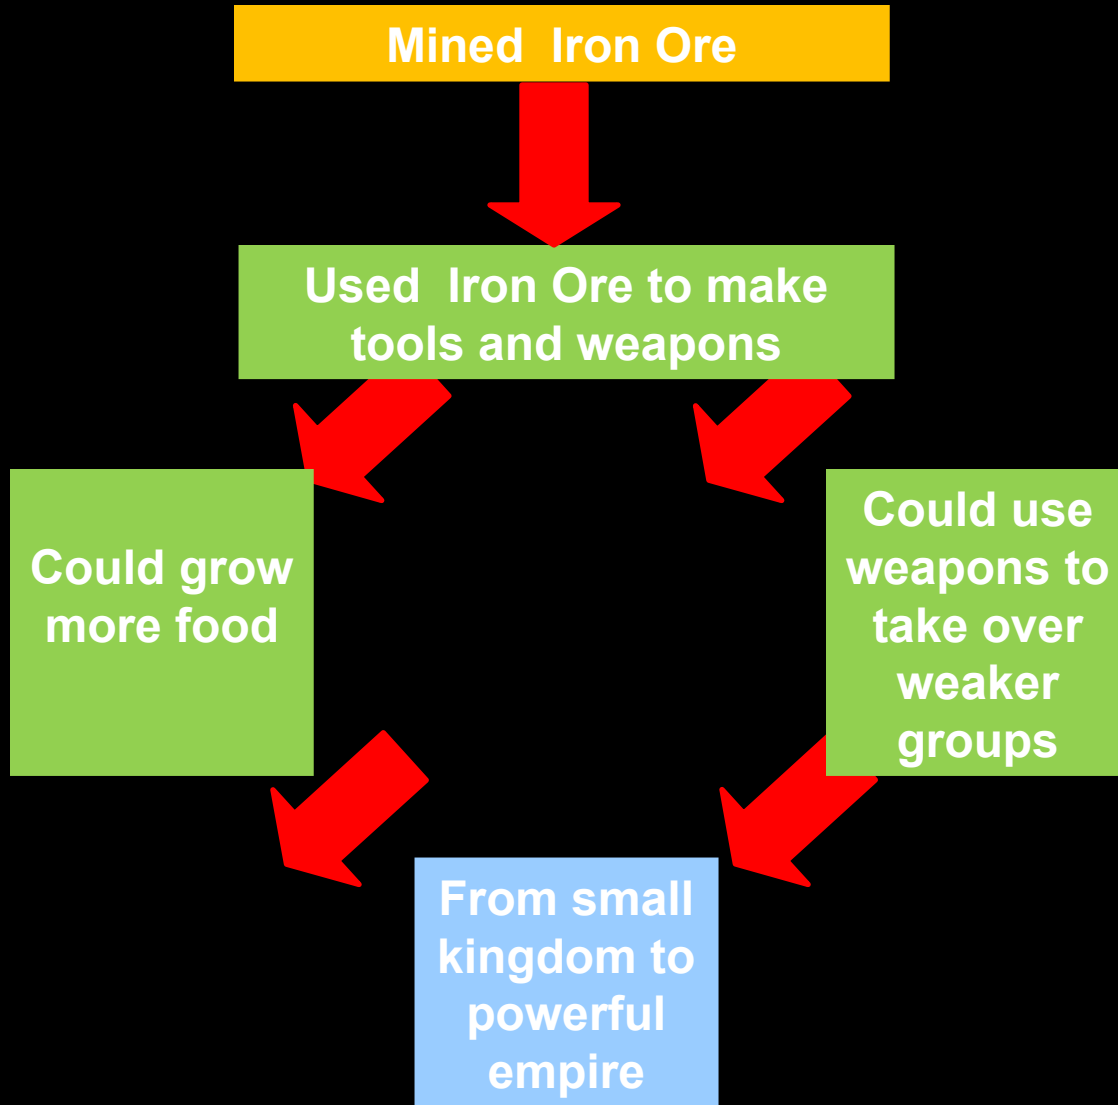 Mined  Iron Ore
Used  Iron Ore to make
tools and weapons
Could grow
more food
Could use
weapons to
take over
weaker
groups
From small
kingdom to
powerful
empire